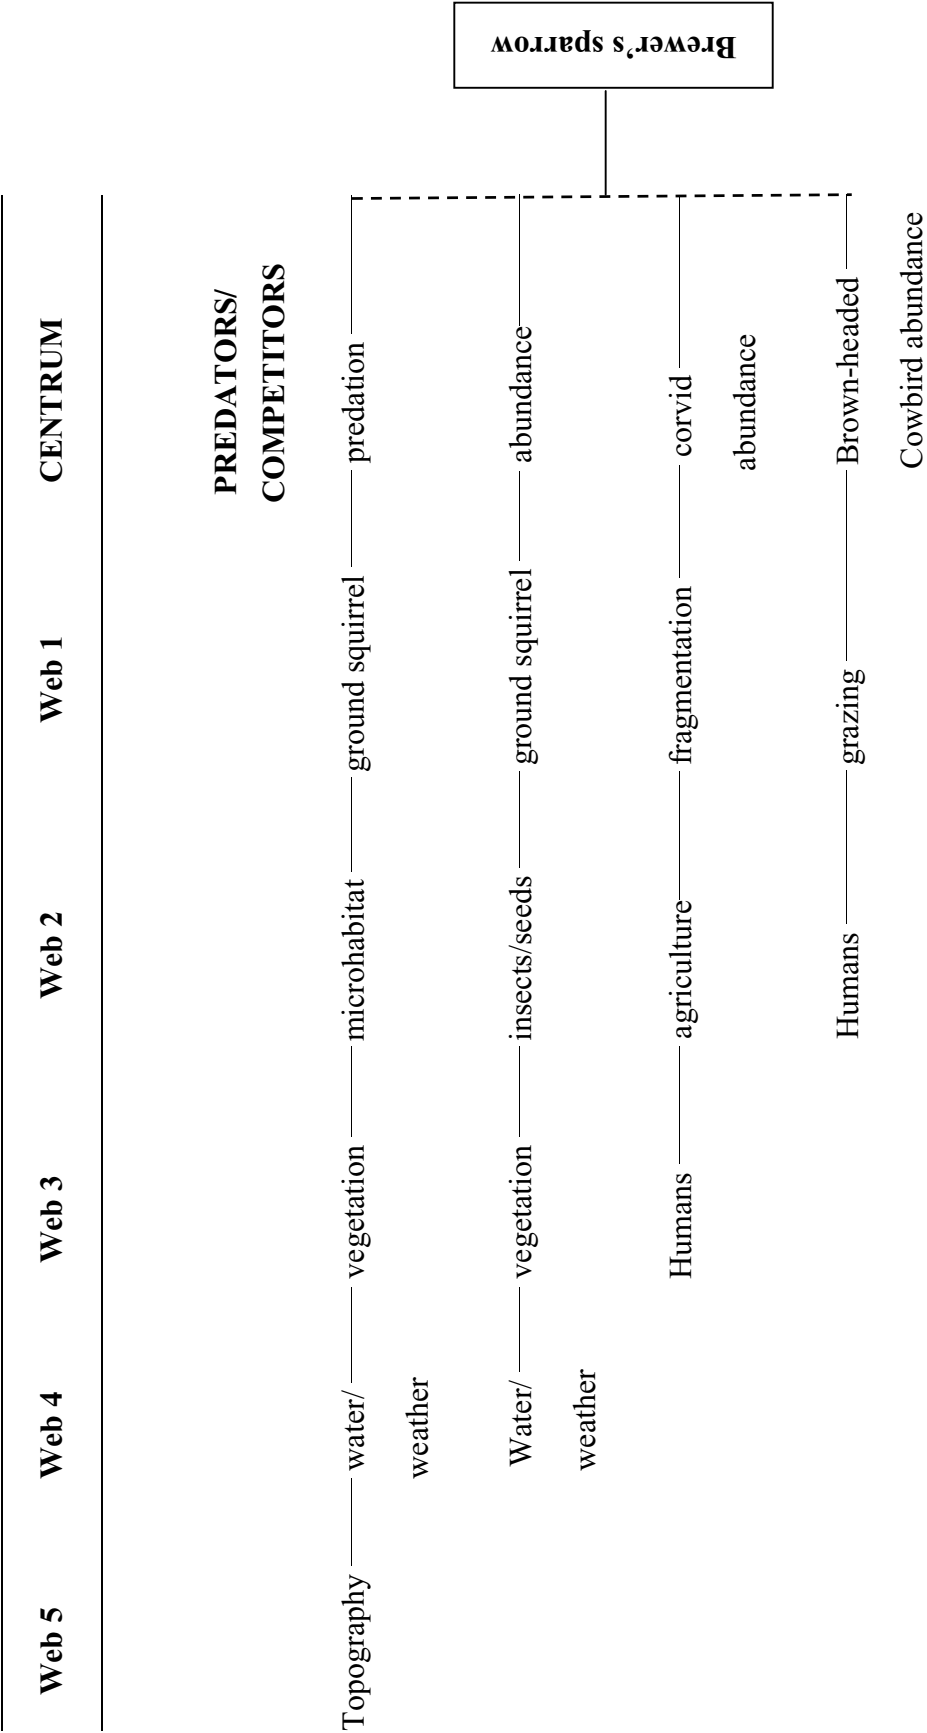 Web 5 Web 4 Web 3 Web 2 Web 1 CENTRUM
PREDATORS/
COMPETITORS
Topography water/ vegetation microhabitat ground squirrel predation
weather
Water/ vegetation insects/seeds ground squirrel abundance
weather
Humans agriculture fragmentation corvid
abundance
Humans grazing Brown-headed
Cowbird abundance
Brewer's sparrow